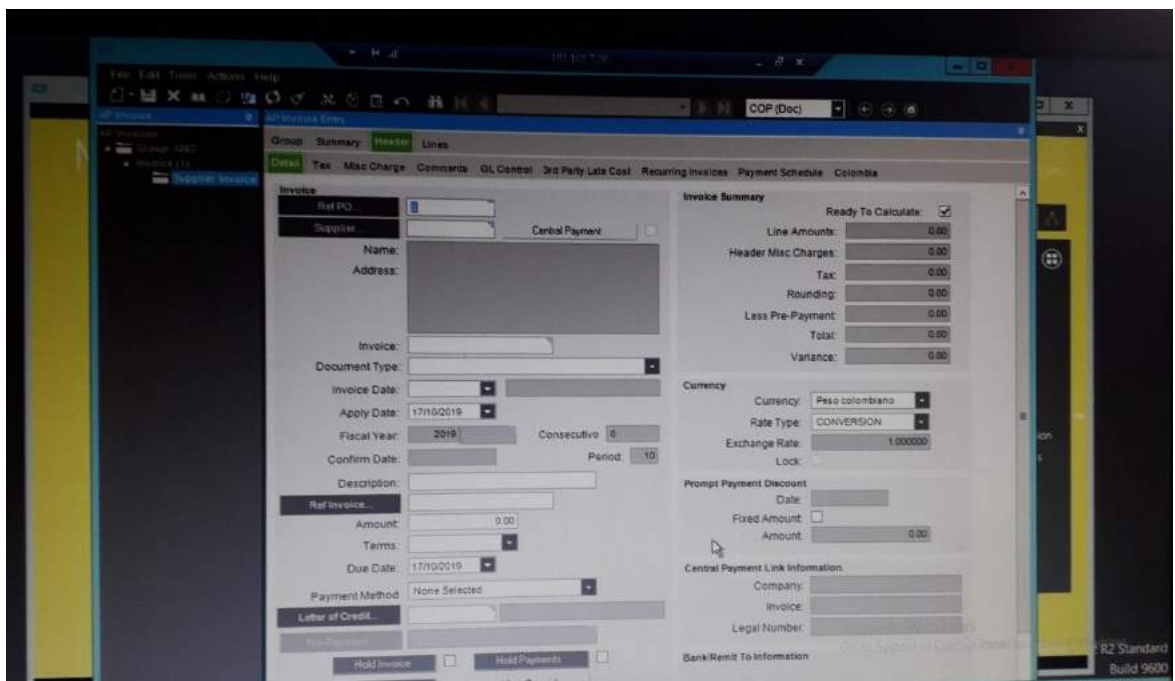 File Edit Tools Actions Help
COP (Doc)
AP Invoice
AP Invoice Entry
Invoice (1)
Supplier Invoice
Group Summary Header Lines
Detail Tax Misc Charge Comments GL Control 3rd Party Late Cost Recurring Invoices Payment Schedule Colombia
Invoice
Ref PO...
Supplier...
Central Payment
Name:
Address:
Invoice:
Document Type:
Invoice Date:
Apply Date: 17/10/2019
Fiscal Year: 2019 Consecutivo 0
Confirm Date: Period: 10
Description:
Ref Invoice...
Amount: 0.00
Terms:
Due Date: 17/10/2019
Payment Method None Selected
Letter of Credit...
Hold Invoice Hold Payments
Invoice Summary
Ready To Calculate:
Line Amounts: 0.00
Header Misc Charges: 0.00
Tax: 0.00
Rounding: 0.00
Less Pre-Payment: 0.00
Total: 0.00
Variance: 0.00
Currency
Currency: Peso colombiano
Rate Type: CONVERSION
Exchange Rate: 1.000000
Lock:
Prompt Payment Discount
Date:
Fixed Amount:
Amount: 0.00
Central Payment Link Information
Company:
Invoice:
Legal Number:
Bank/Remit To Information
R2 Standard
Build 9600